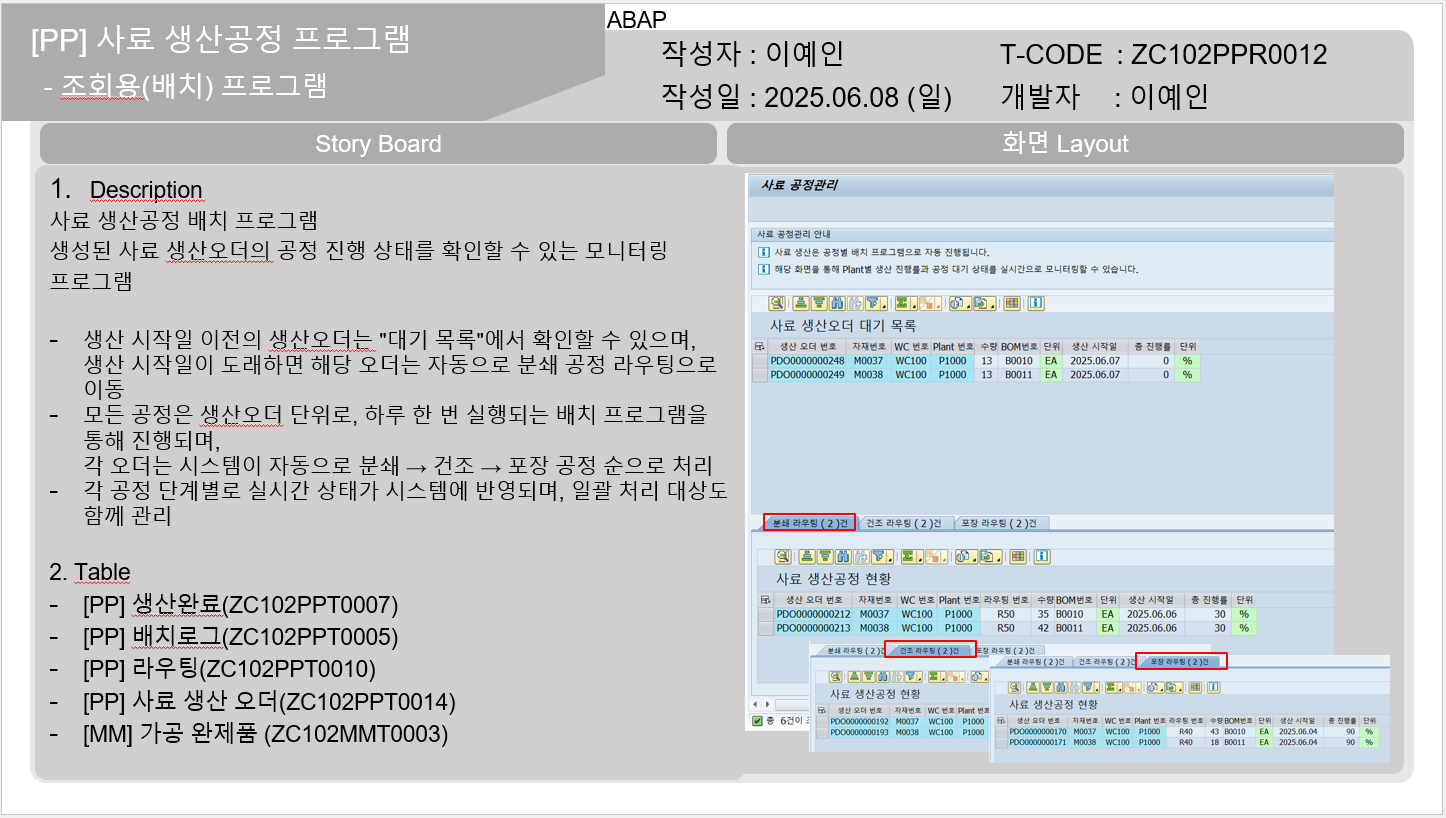 [PP] 사료 생산공정 프로그램
- 조회용(배치) 프로그램
ABAP
작성자 : 이예인
T-CODE : ZC102PPR0012
작성일 : 2025.06.08 (일)
개발자 : 이예인
Story Board
화면 Layout
1. Description
사료 생산공정 배치 프로그램
생성된 사료 생산오더의 공정 진행 상태를 확인할 수 있는 모니터링
프로그램
- 생산 시작일 이전의 생산오더는 "대기 목록"에서 확인할 수 있으며,
생산 시작일이 도래하면 해당 오더는 자동으로 분쇄 공정 라우팅으로
이동
- 모든 공정은 생산오더 단위로, 하루 한 번 실행되는 배치 프로그램을
통해 진행되며,
각 오더는 시스템이 자동으로 분쇄 → 건조 → 포장 공정 순으로 처리
- 각 공정 단계별로 실시간 상태가 시스템에 반영되며, 일괄 처리 대상도
함께 관리
2. Table
- [PP] 생산완료(ZC102PPT0007)
- [PP] 배치로그(ZC102PPT0005)
- [PP] 라우팅(ZC102PPT0010)
- [PP] 사료 생산 오더(ZC102PPT0014)
- [MM] 가공 완제품 (ZC102MMT0003)
사료 공정관리
사료 공정관리 안내
사료 생산은 공정별 배치 프로그램으로 자동 진행됩니다.
해당 화면을 통해 Plant별 생산 진행률과 공정 대기 상태를 실시간으로 모니터링할 수 있습니다.
사료 생산오더 대기 목록
생산 오더 번호 자재번호 WC 번호 Plant 번호 수량 BOM번호 단위 생산 시작일 총 진행률 단위
PDO0000000248 M0037 WC100 P1000 13 B0010 EA 2025.06.07 0 %
PDO0000000249 M0038 WC100 P1000 13 B0011 EA 2025.06.07 0 %
분쇄 라우팅 ( 2 )건 건조 라우팅 ( 2 )건 포장 라우팅 ( 2 )건
사료 생산공정 현황
생산 오더 번호 자재번호 WC 번호 Plant 번호 라우팅 번호 수량 BOM번호 단위 생산 시작일 총 진행률 단위
PDO0000000212 M0037 WC100 P1000 R50 35 B0010 EA 2025.06.06 30 %
PDO0000000213 M0038 WC100 P1000 R50 42 B0011 EA 2025.06.06 30 %
총 6건이
분쇄 라우팅 ( 2 )건 건조 라우팅 ( 2 )건 포장 라우팅 ( 2 )건
사료 생산공정 현황
생산 오더 번호 자재번호 WC 번호 Plant 번호
PDO0000000192 M0037 WC100 P1000
PDO0000000193 M0038 WC100 P1000
분쇄 라우팅 ( 2 )건 건조 라우팅 ( 2 )건 포장 라우팅 ( 2 )건
사료 생산공정 현황
생산 오더 번호 자재번호 WC 번호 Plant 번호 라우팅 번호 수량 BOM번호 단위 생산 시작일 총 진행률 단위
PDO0000000170 M0037 WC100 P1000 R40 43 B0010 EA 2025.06.04 90 %
PDO0000000171 M0038 WC100 P1000 R40 18 B0011 EA 2025.06.04 90 %